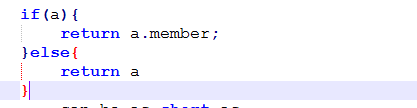 if(a){
    return a.member;
}else{
    return a
}